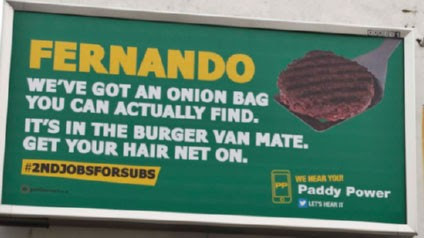 FERNANDO
WE'VE GOT AN ONION BAG
YOU CAN ACTUALLY FIND.
IT'S IN THE BURGER VAN MATE.
GET YOUR HAIR NET ON.
#2NDJOBSFORSUBS
PP
WE HEAR YOU!
Paddy Power
LET'S HEAR IT